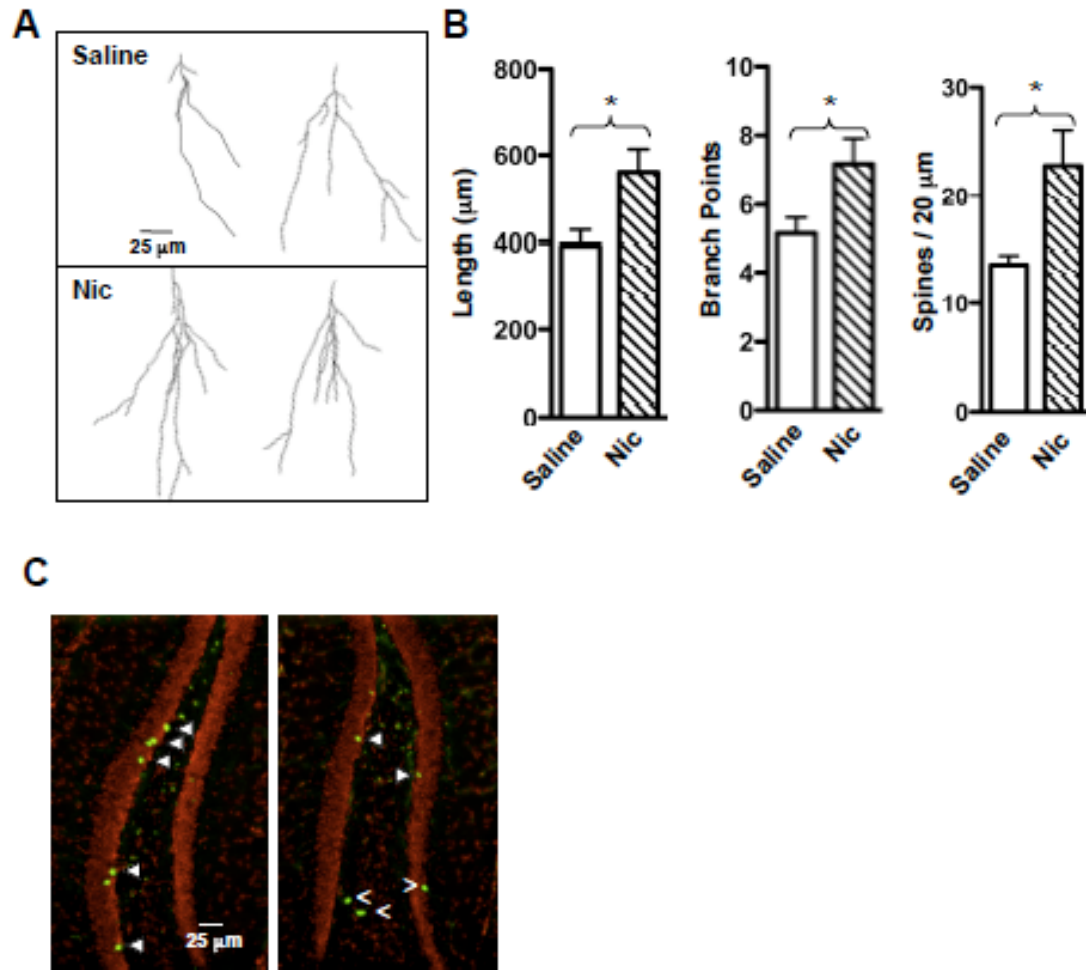 A
Saline
25 µm
Nic
B
800
600
400
200
0
Length (µm)
*
Saline
Nic
10
8
6
4
2
0
Branch Points
*
Saline
Nic
30
20
10
0
Spines / 20 µm
*
Saline
Nic
C
25 µm